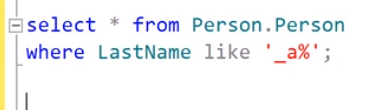 select * from Person.Person
where LastName like '_a%';